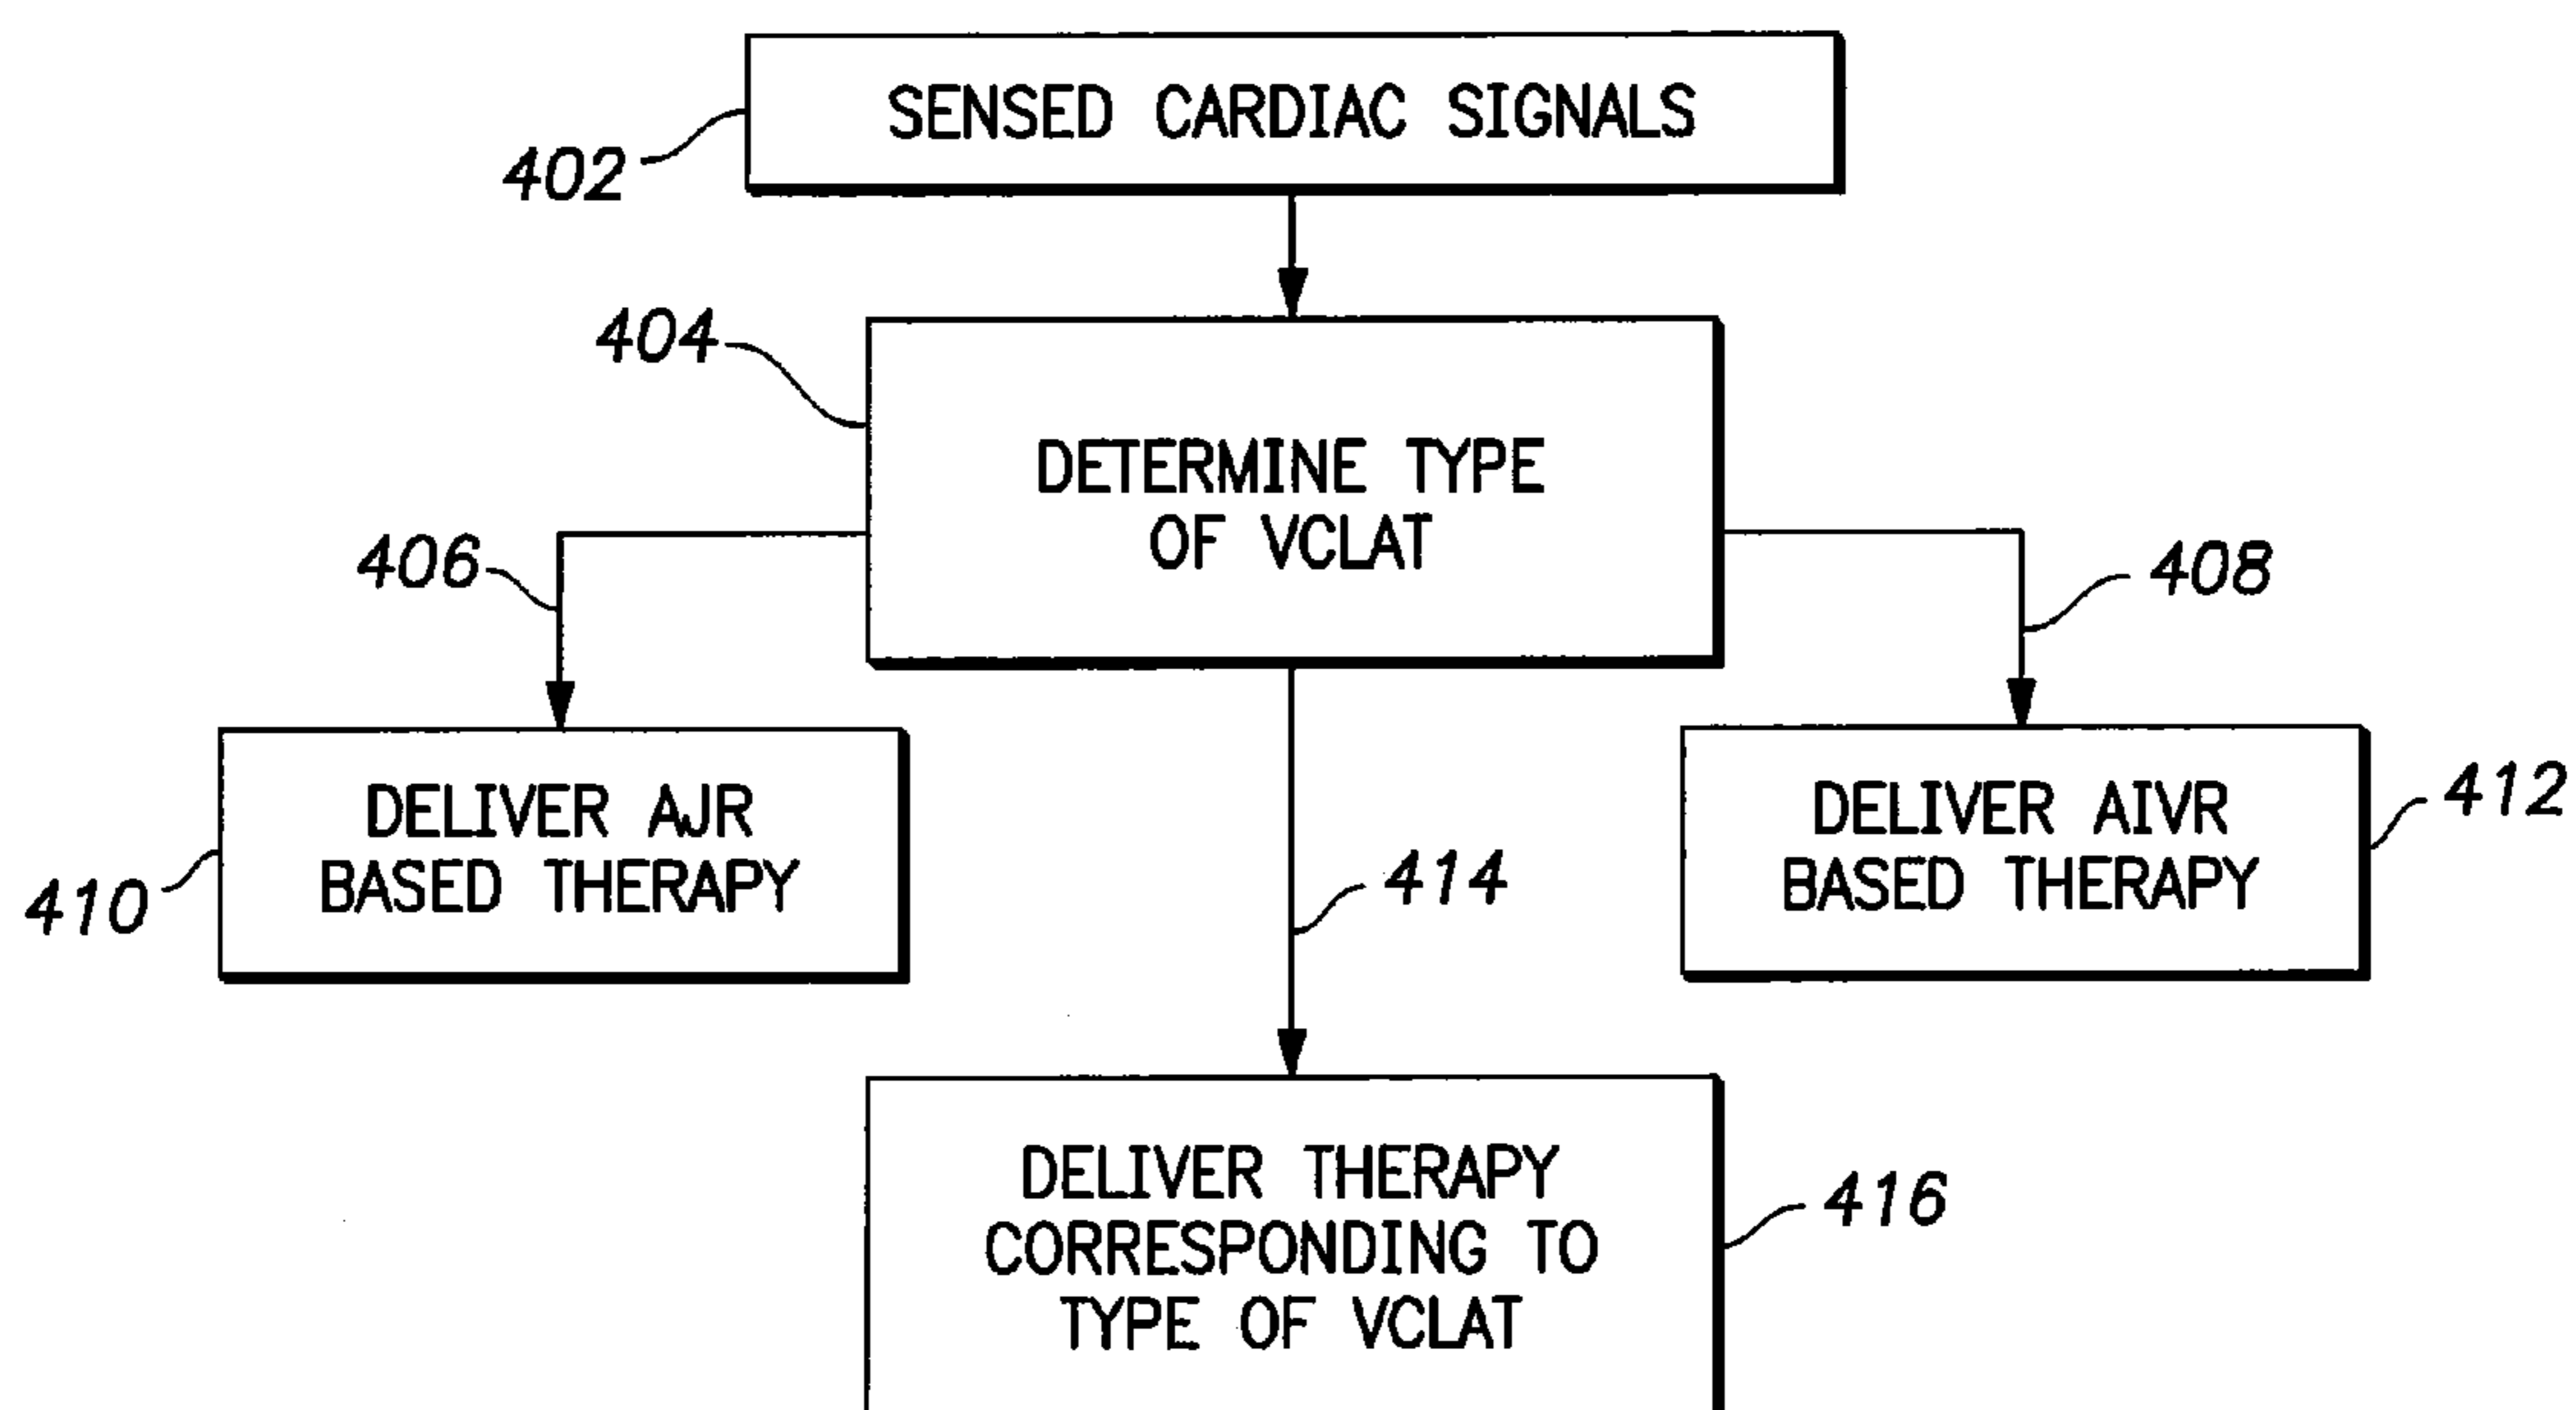 SENSED CARDIAC SIGNALS
402
404
DETERMINE TYPE
OF VCLAT
406
408
DELIVER AJR
BASED THERAPY
410
414
DELIVER AIVR
BASED THERAPY
412
DELIVER THERAPY
CORRESPONDING TO
TYPE OF VCLAT
416